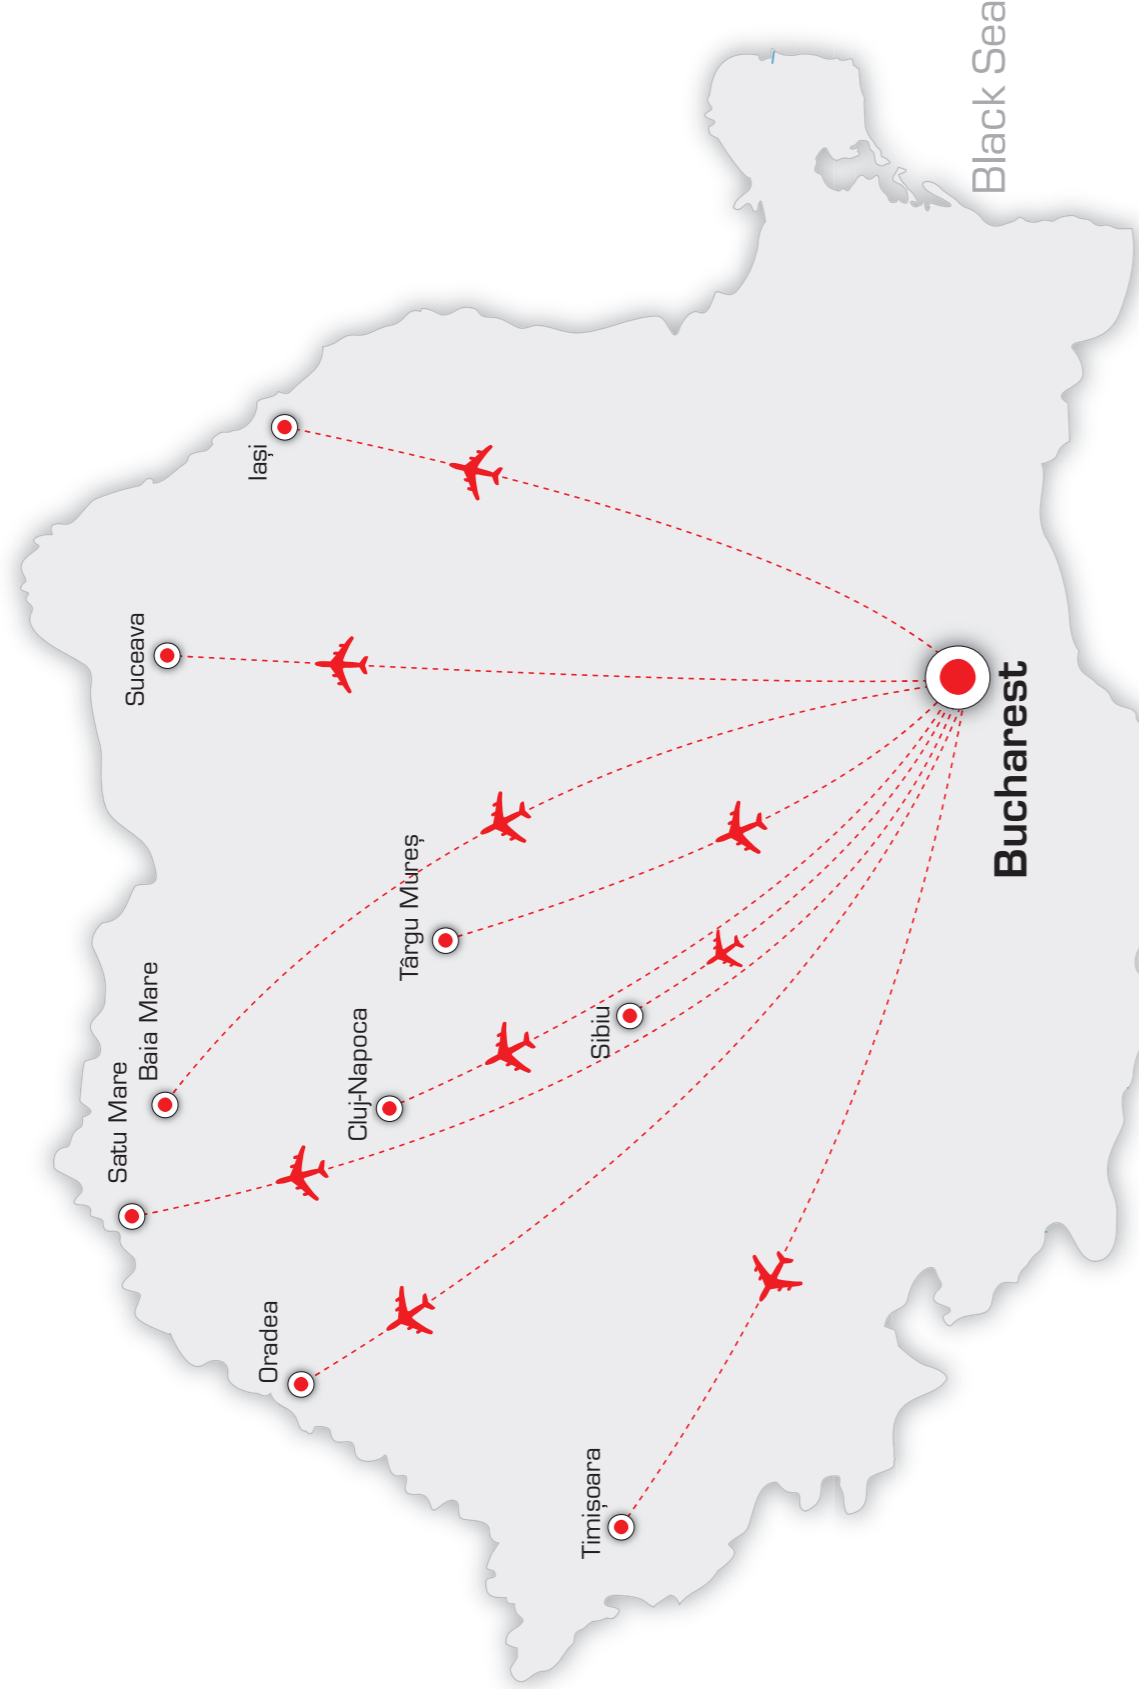 Satu Mare
Baia Mare
Suceava
Oradea
Iași
Cluj-Napoca
Târgu Mureș
Timișoara
Sibiu
Bucharest
Black Sea